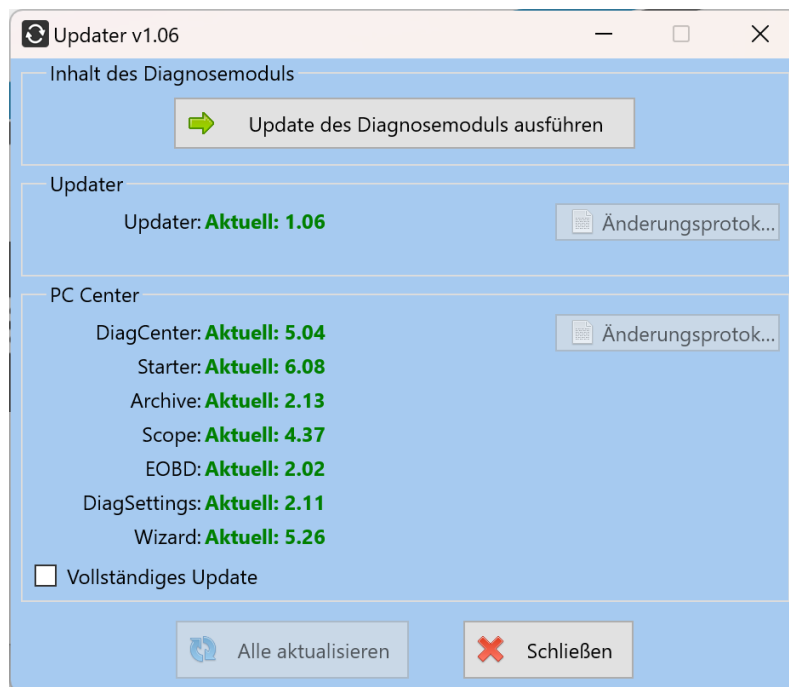 Updater v1.06
Inhalt des Diagnosemoduls
Update des Diagnosemoduls ausführen
Updater
Updater: Aktuell: 1.06
Änderungsprotok...
PC Center
DiagCenter: Aktuell: 5.04
Änderungsprotok...
Starter: Aktuell: 6.08
Archive: Aktuell: 2.13
Scope: Aktuell: 4.37
EOBD: Aktuell: 2.02
DiagSettings: Aktuell: 2.11
Wizard: Aktuell: 5.26
Vollständiges Update
Alle aktualisieren
Schließen